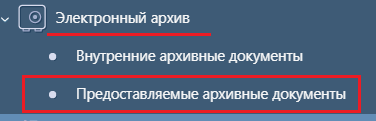 Электронный архив
Внутренние архивные документы
Предоставляемые архивные документы